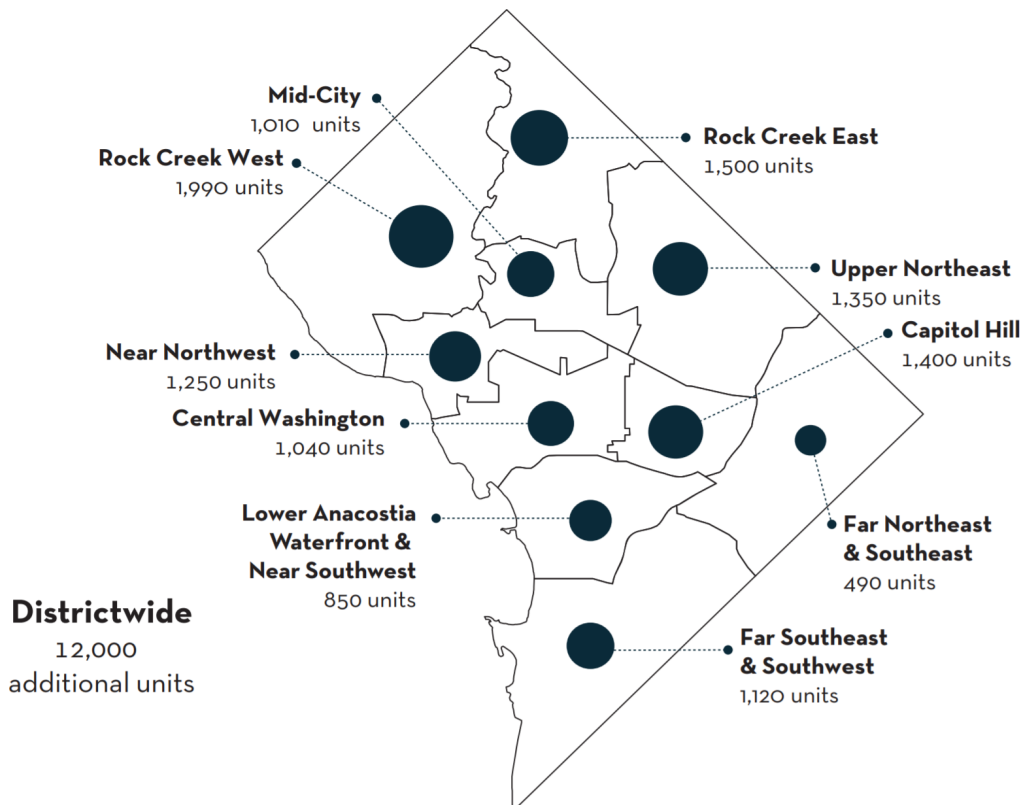 Mid-City
1,010 units
Rock Creek West
1,990 units
Rock Creek East
1,500 units
Upper Northeast
1,350 units
Capitol Hill
1,400 units
Near Northwest
1,250 units
Central Washington
1,040 units
Lower Anacostia
Waterfront &
Near Southwest
850 units
Far Northeast
& Southeast
490 units
Districtwide
12,000
additional units
Far Southeast
& Southwest
1,120 units